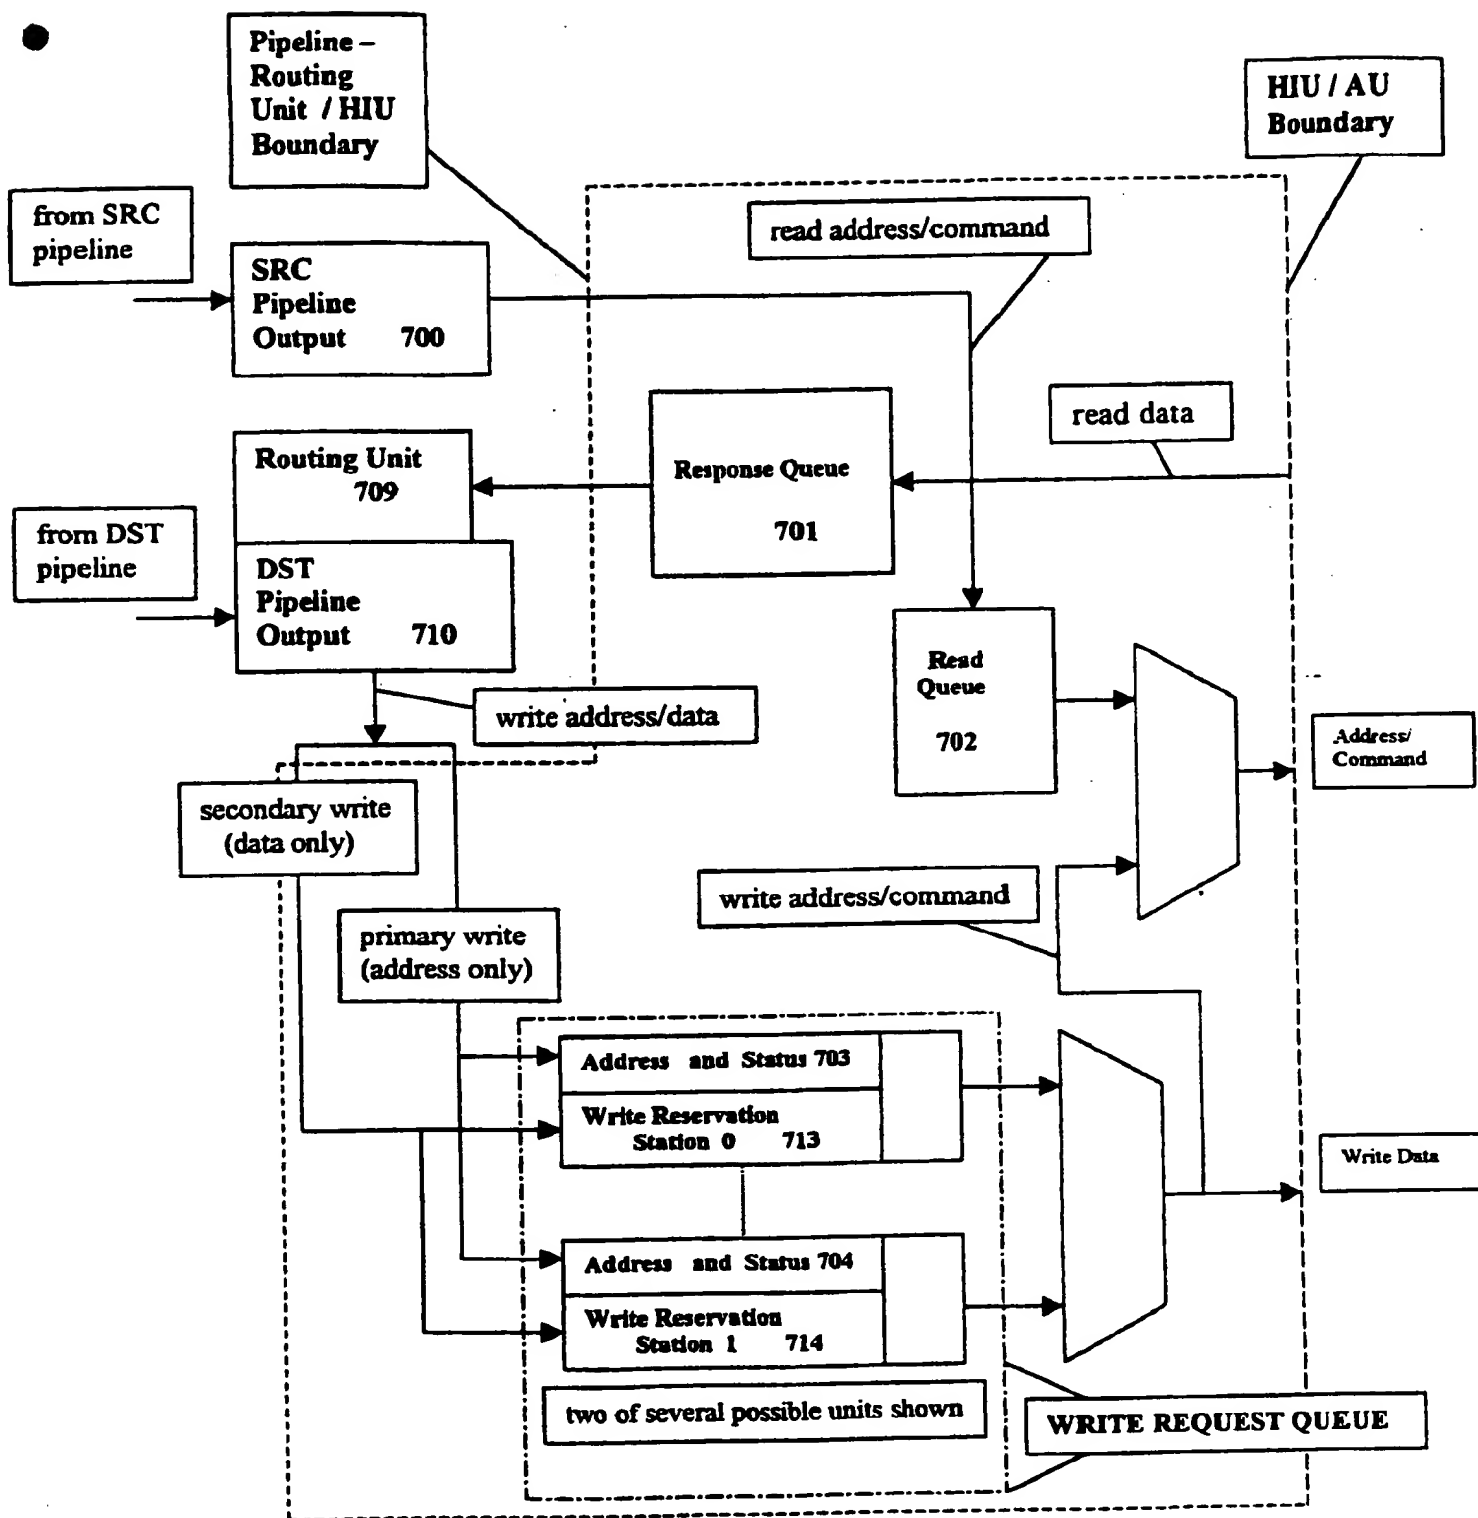 Pipeline –
Routing
Unit / HIU
Boundary
HIU / AU
Boundary
from SRC
pipeline
read address/command
SRC
Pipeline
Output 700
read data
Routing Unit
709
Response Queue
701
from DST
pipeline
DST
Pipeline
Output 710
Read
Queue
702
write address/data
Address/
Command
secondary write
(data only)
write address/command
primary write
(address only)
Address and Status 703
Write Reservation
Station 0 713
Write Data
Address and Status 704
Write Reservation
Station 1 714
two of several possible units shown
WRITE REQUEST QUEUE